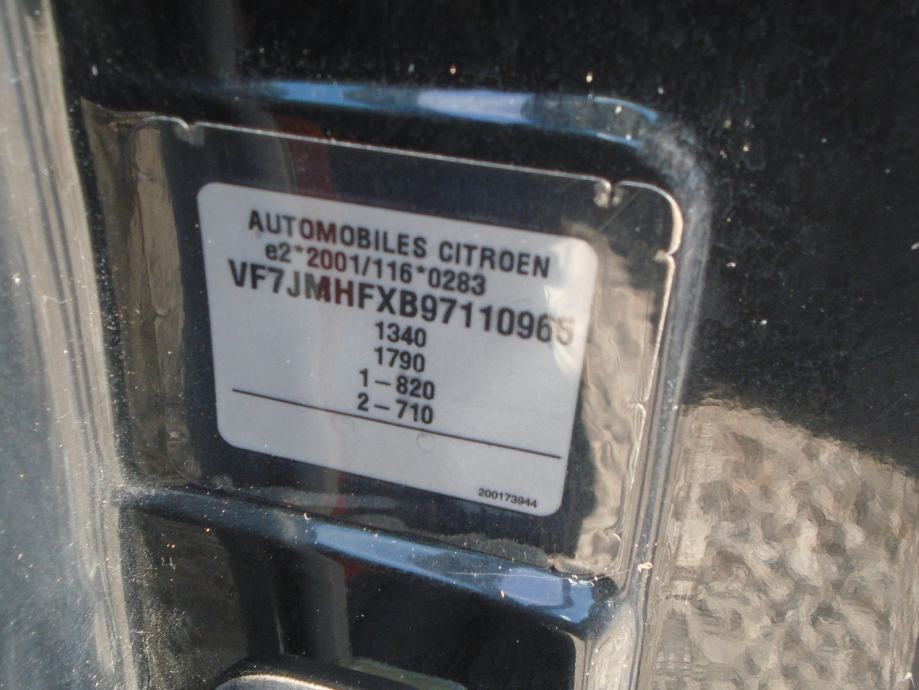 AUTOMOBILES CITROEN
e2*2001/116*0283
VF7JMHFXB97110965
1340
1790
1-820
2-710
200173944